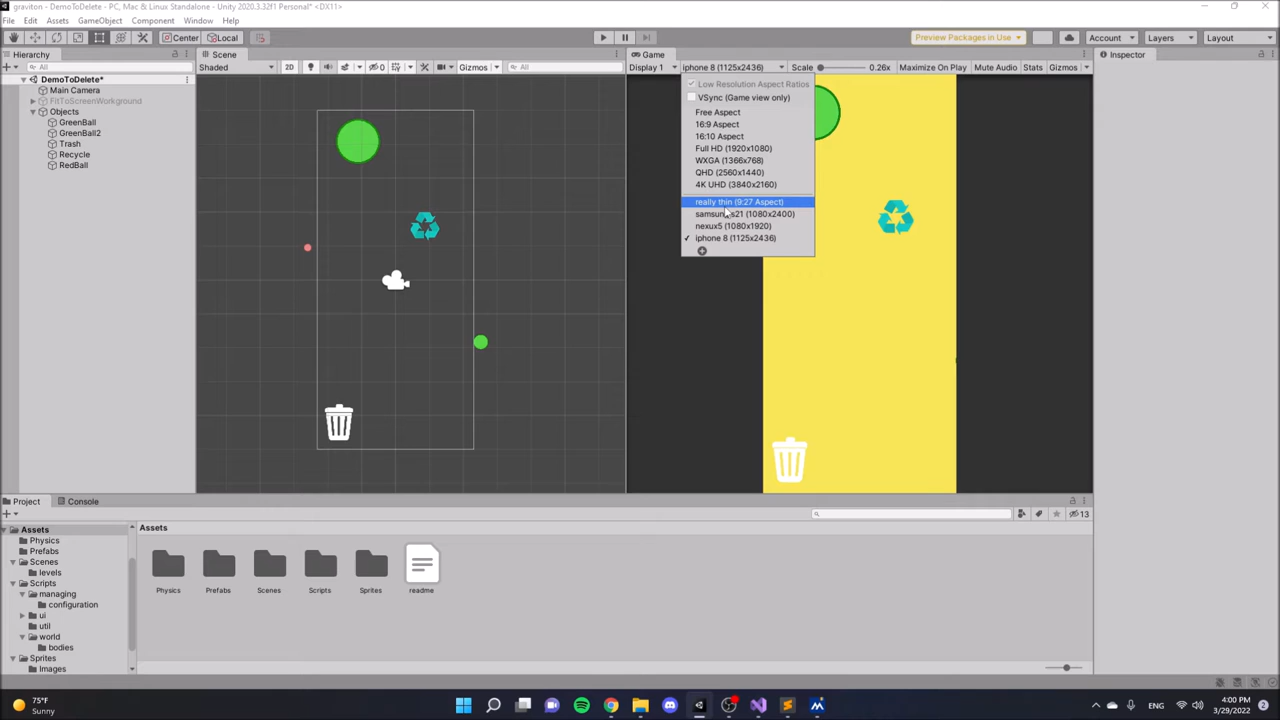 graviton - DemoToDelete - PC, Mac & Linux Standalone - Unity 2020.3.32f1 Personal* <DX11>
File Edit Assets GameObject Component Window Help
Center Local Preview Packages in Use Account Layers Layout
Hierarchy
All
DemoToDelete*
Main Camera
FitToScreenWorkground
Objects
GreenBall
GreenBall2
Trash
Recycle
RedBall
Scene
Shaded 2D 0 Gizmos All
Game
Display 1 iphone 8 (1125x2436) Scale 0.26x Maximize On Play Mute Audio Stats Gizmos
Low Resolution Aspect Ratios
VSync (Game view only)
Free Aspect
16:9 Aspect
16:10 Aspect
Full HD (1920x1080)
WXGA (1366x768)
QHD (2560x1440)
4K UHD (3840x2160)
really thin (9:27 Aspect)
samsung s21 (1080x2400)
nexus5 (1080x1920)
iphone 8 (1125x2436)
Inspector
Project Console
13
Assets
Physics
Prefabs
Scenes
levels
Scripts
managing
configuration
ui
util
world
bodies
Sprites
Images
Assets
Physics Prefabs Scenes Scripts Sprites readme
75°F
Sunny
ENG
4:00 PM
3/29/2022